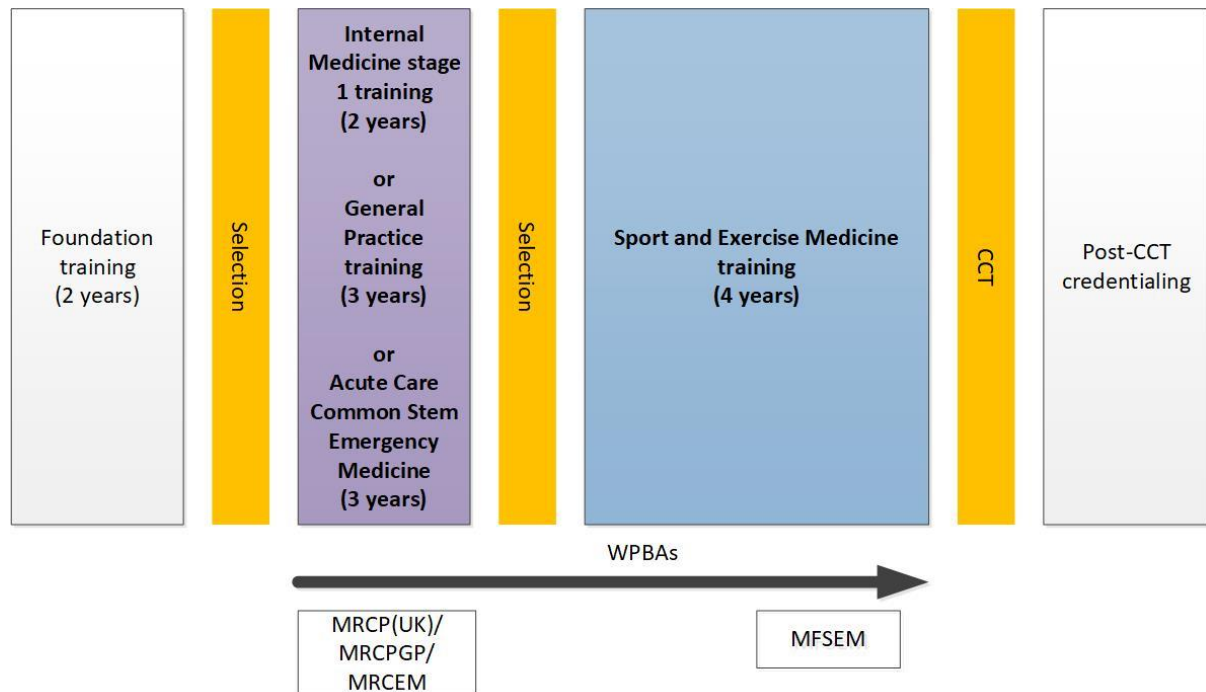 Foundation
training
(2 years)
Selection
Internal
Medicine stage
1 training
(2 years)
or
General
Practice
training
(3 years)
or
Acute Care
Common Stem
Emergency
Medicine
(3 years)
Selection
Sport and Exercise Medicine
training
(4 years)
CCT
Post-CCT
credentialing
WPBAs
MRCP(UK)/
MRCPGP/
MRCEM
MFSEM